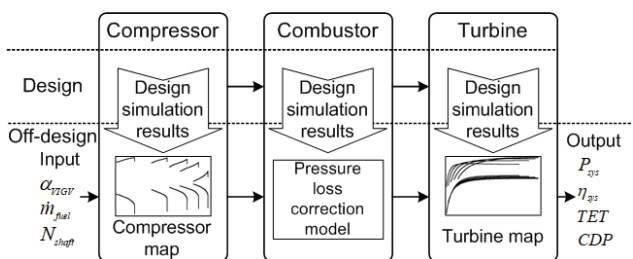 Compressor
Combustor
Turbine
Design
Design
simulation
results
Design
simulation
results
Design
simulation
results
Off-design
Input
α_VIGV
ṁ_fuel
N_shaft
Compressor
map
Pressure
loss
correction
model
Turbine map
Output
P_sys
η_sys
TET
CDP